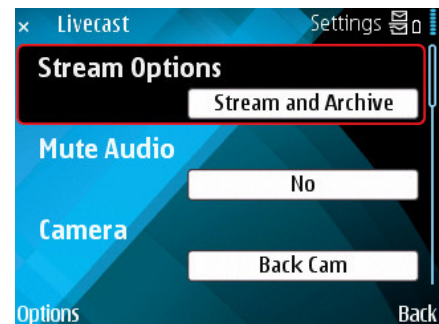 × Livecast Settings
Stream Options
Stream and Archive
Mute Audio
No
Camera
Back Cam
Options Back